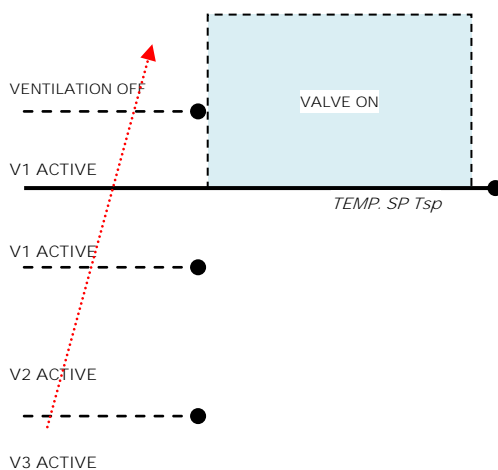 VENTILATION OFF
VALVE ON
V1 ACTIVE
TEMP. SP Tsp
V1 ACTIVE
V2 ACTIVE
V3 ACTIVE